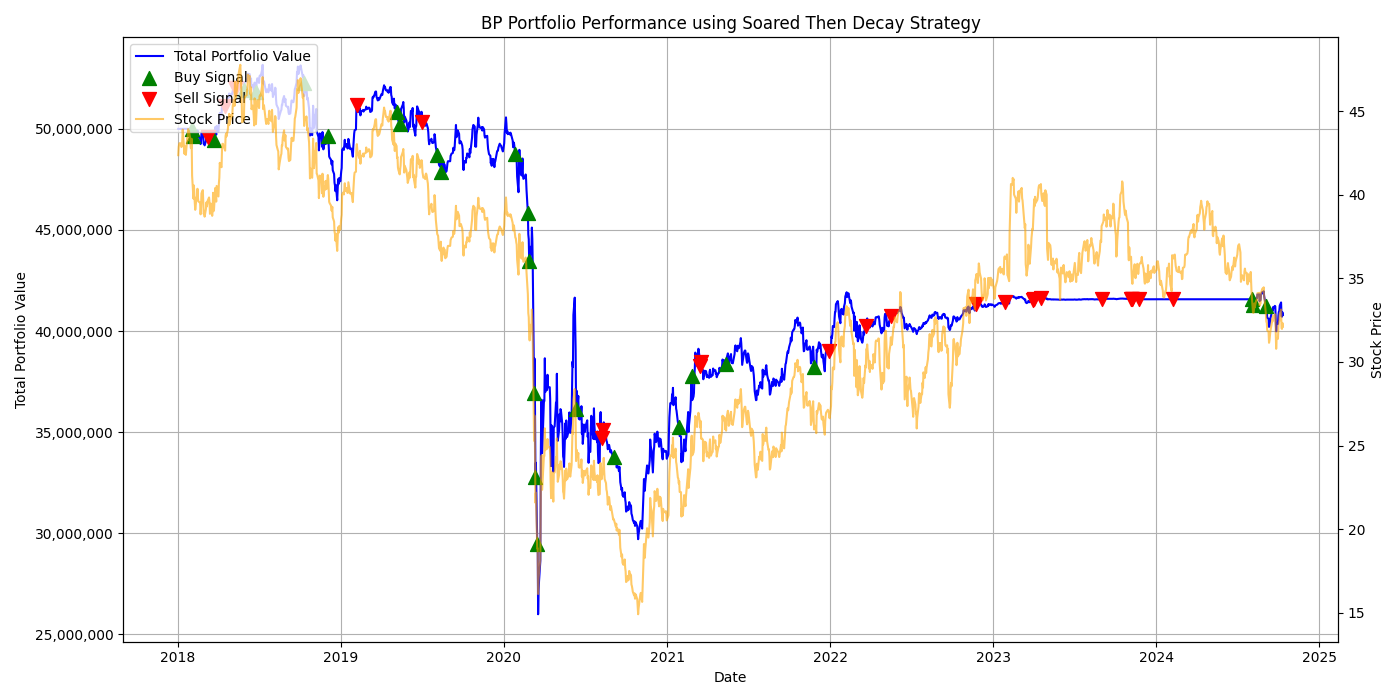 BP Portfolio Performance using Soared Then Decay Strategy
Total Portfolio Value
Buy Signal
Sell Signal
Stock Price
50,000,000
45,000,000
40,000,000
35,000,000
30,000,000
25,000,000
Total Portfolio Value
45
40
35
30
25
20
15
Stock Price
2018
2019
2020
2021
2022
2023
2024
2025
Date